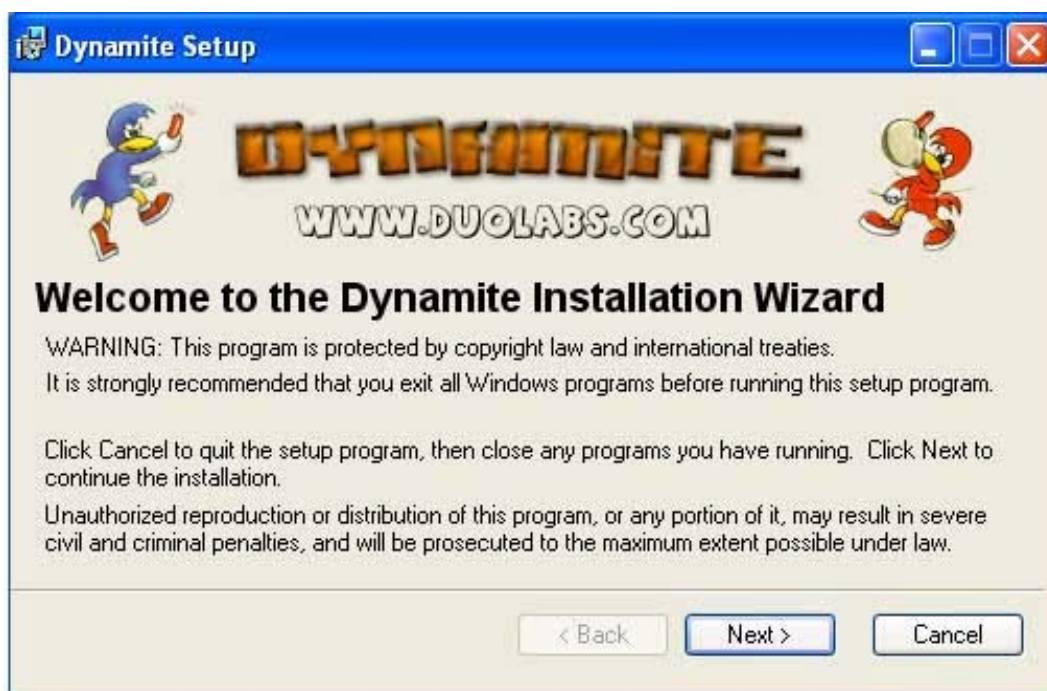 Dynamite Setup
DYNAMITE
WWW.DUOLABS.COM
Welcome to the Dynamite Installation Wizard
WARNING: This program is protected by copyright law and international treaties.
It is strongly recommended that you exit all Windows programs before running this setup program.
Click Cancel to quit the setup program, then close any programs you have running. Click Next to
continue the installation.
Unauthorized reproduction or distribution of this program, or any portion of it, may result in severe
civil and criminal penalties, and will be prosecuted to the maximum extent possible under law.
< Back Next > Cancel